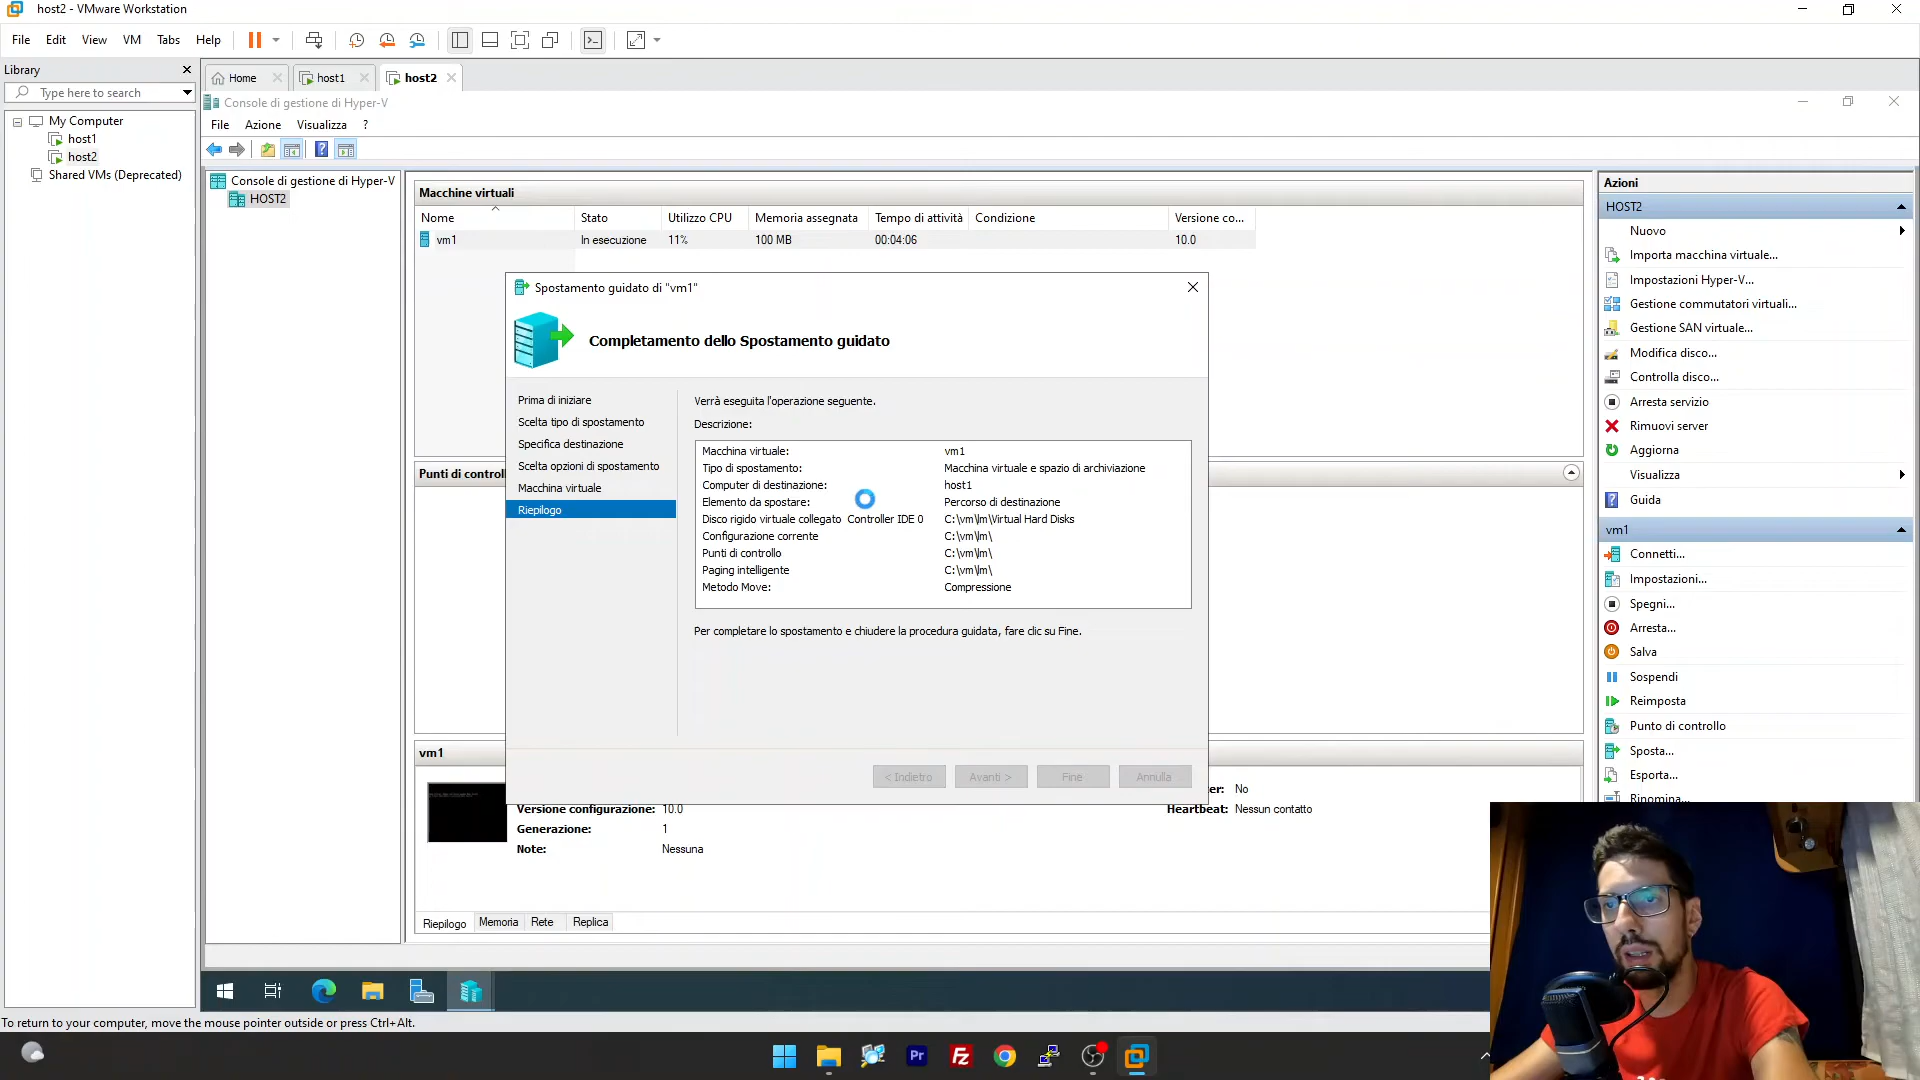 host2 - VMware Workstation
File Edit View VM Tabs Help
Library
Type here to search
My Computer
host1
host2
Shared VMs (Deprecated)
Home host1 host2
Console di gestione di Hyper-V
File Azione Visualizza ?
Console di gestione di Hyper-V
HOST2
Macchine virtuali
Nome Stato Utilizzo CPU Memoria assegnata Tempo di attività Condizione Versione co...
vm1 In esecuzione 11% 100 MB 00:04:06 10.0
Punti di control
Spostamento guidato di "vm1"
Completamento dello Spostamento guidato
Prima di iniziare
Scelta tipo di spostamento
Specifica destinazione
Scelta opzioni di spostamento
Macchina virtuale
Riepilogo
Verrà eseguita l'operazione seguente.
Descrizione:
Macchina virtuale: vm1
Tipo di spostamento: Macchina virtuale e spazio di archiviazione
Computer di destinazione: host1
Elemento da spostare: Percorso di destinazione
Disco rigido virtuale collegato Controller IDE 0 C:\vm\lm\Virtual Hard Disks
Configurazione corrente C:\vm\lm\
Punti di controllo C:\vm\lm\
Paging intelligente C:\vm\lm\
Metodo Move: Compressione
Per completare lo spostamento e chiudere la procedura guidata, fare clic su Fine.
< Indietro Avanti > Fine Annulla
vm1
er: No
Versione configurazione: 10.0
Heartbeat: Nessun contatto
Generazione: 1
Note: Nessuna
Riepilogo Memoria Rete Replica
Azioni
HOST2
Nuovo
Importa macchina virtuale...
Impostazioni Hyper-V...
Gestione commutatori virtuali...
Gestione SAN virtuale...
Modifica disco...
Controlla disco...
Arresta servizio
Rimuovi server
Aggiorna
Visualizza
Guida
vm1
Connetti...
Impostazioni...
Spegni...
Arresta...
Salva
Sospendi
Reimposta
Punto di controllo
Sposta...
Esporta...
Rinomina...
To return to your computer, move the mouse pointer outside or press Ctrl+Alt.
Pr
Fz